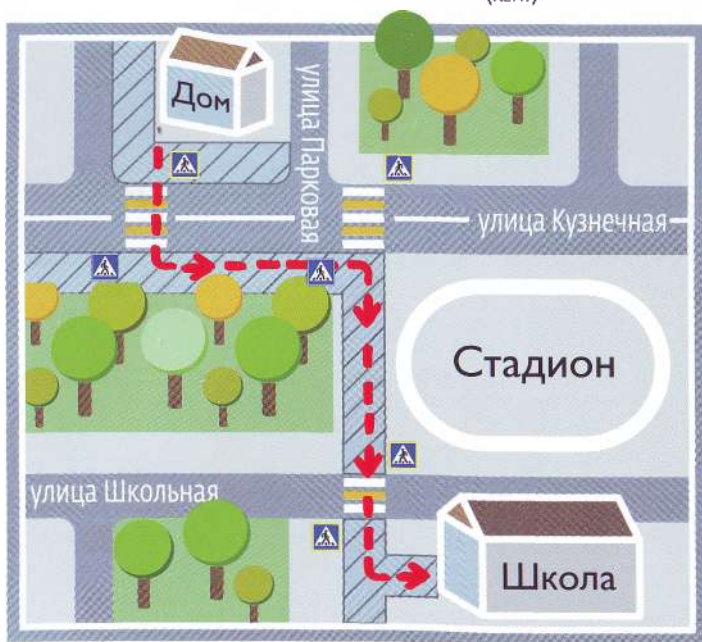 Дом
улица Парковая
улица Кузнечная
Стадион
улица Школьная
Школа